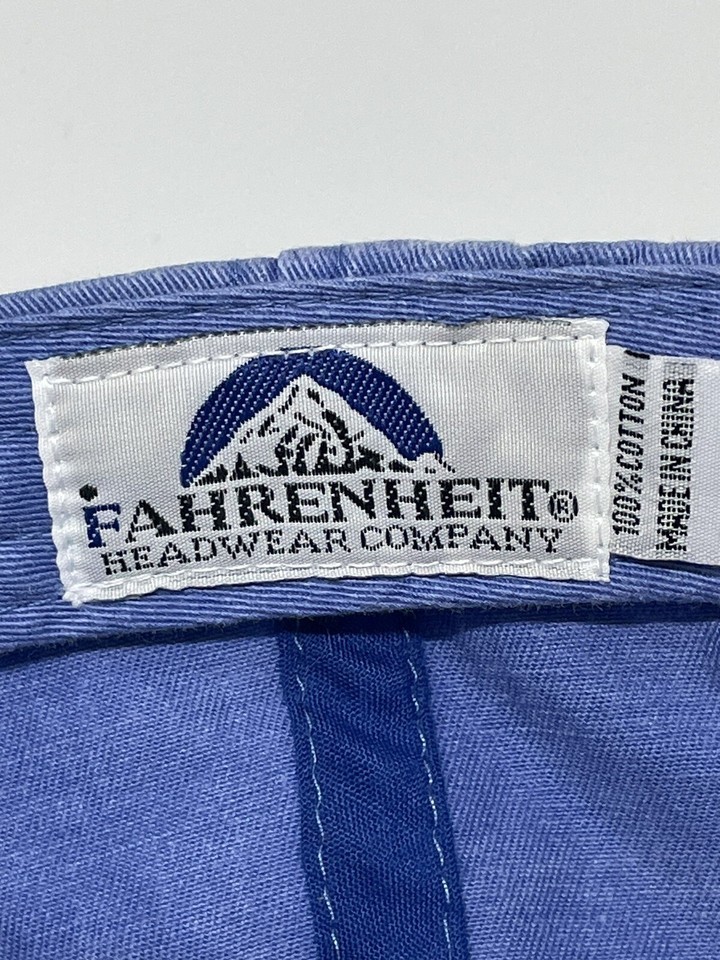 FAHRENHEIT®
HEADWEAR COMPANY
100% COTTON /
MADE IN CHINA